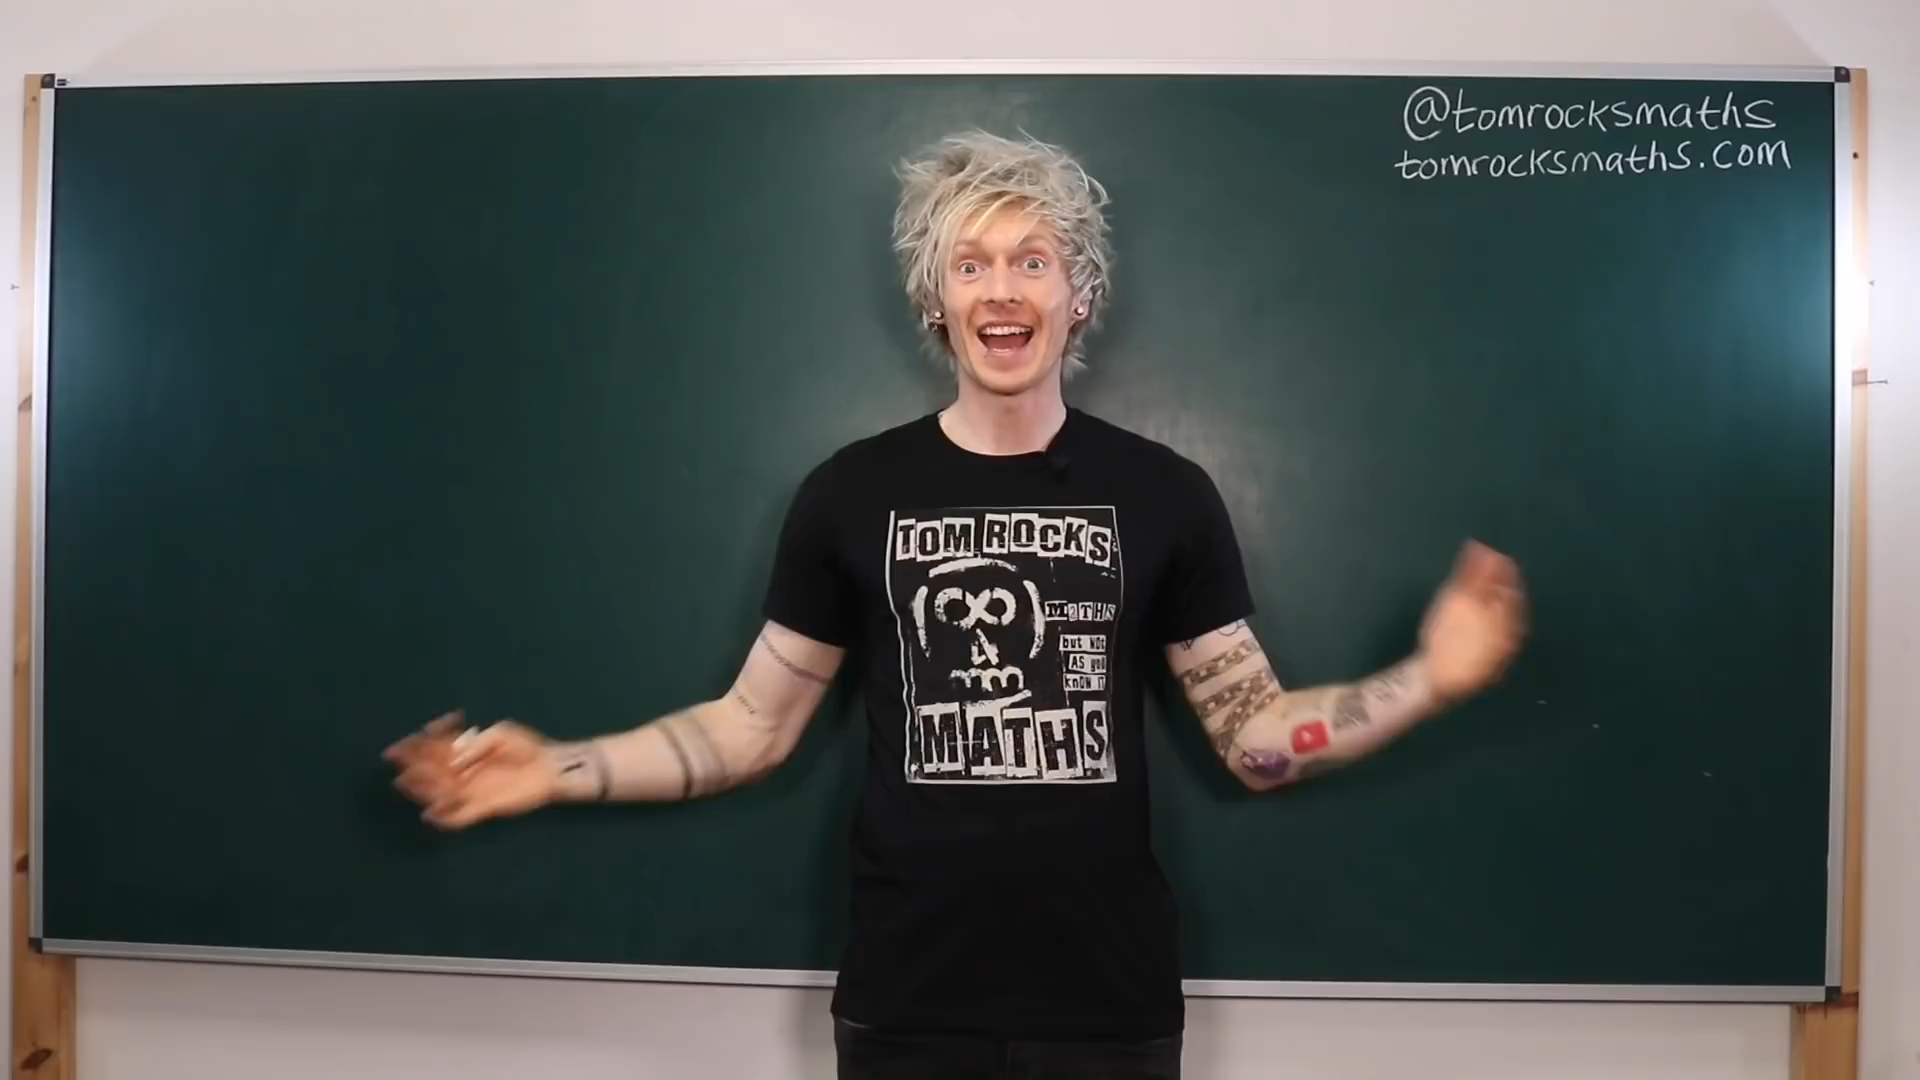 @tomrocksmaths
tomrocksmaths.com
TOM ROCKS
MATHS
but NOt
AS you
knOW IT
MATHS